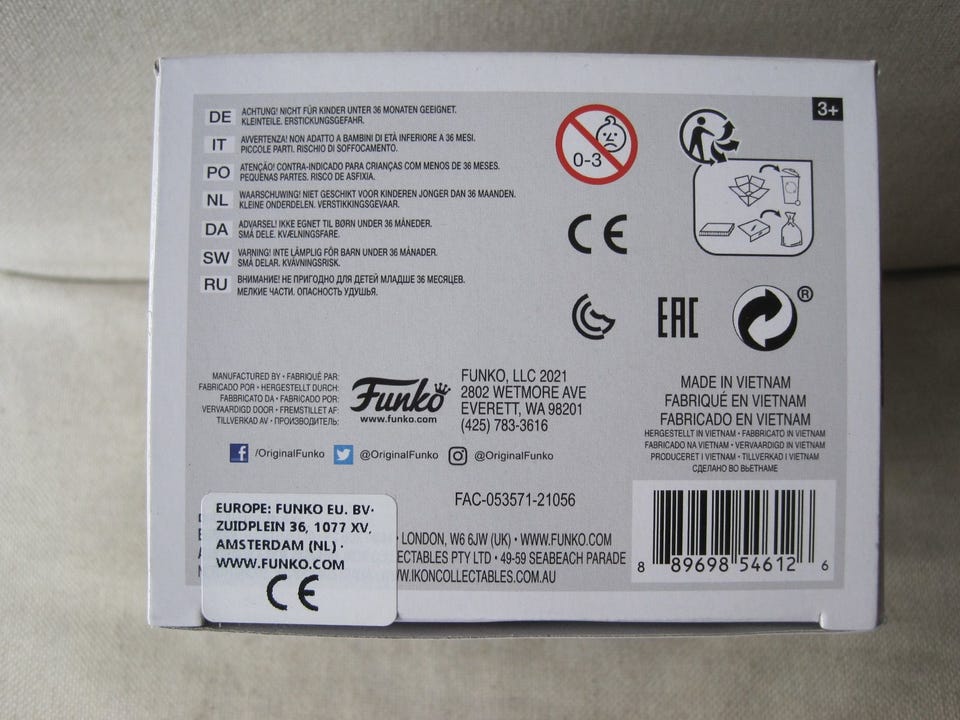 3+
DE
ACHTUNG! NICHT FÜR KINDER UNTER 36 MONATEN GEEIGNET.
KLEINTEILE. ERSTICKUNGSGEFAHR.
IT
AVVERTENZA! NON ADATTO A BAMBINI DI ETÀ INFERIORE A 36 MESI.
PICCOLE PARTI. RISCHIO DI SOFFOCAMENTO.
PO
ATENÇÃO! CONTRA-INDICADO PARA CRIANÇAS COM MENOS DE 36 MESES.
PEQUENAS PARTES. RISCO DE ASFIXIA.
NL
WAARSCHUWING! NIET GESCHIKT VOOR KINDEREN JONGER DAN 36 MAANDEN.
KLEINE ONDERDELEN. VERSTIKKINGSGEVAAR.
DA
ADVARSEL! IKKE EGNET TIL BØRN UNDER 36 MÅNEDER.
SMÅ DELE. KVÆLNINGSFARE.
SW
VARNING! INTE LÄMPLIG FÖR BARN UNDER 36 MÅNADER.
SMÅ DELAR. KVÄVNINGSRISK.
RU
ВНИМАНИЕ! НЕ ПРИГОДНО ДЛЯ ДЕТЕЙ МЛАДШЕ 36 МЕСЯЦЕВ.
МЕЛКИЕ ЧАСТИ. ОПАСНОСТЬ УДУШЬЯ.
0-3
CE
EAC
®
MANUFACTURED BY • FABRIQUÉ PAR:
FABRICADO POR • HERGESTELLT DURCH:
FABBRICATO DA • FABRICADO POR:
VERVAARDIGD DOOR • FREMSTILLET AF:
TILLVERKAD AV • ПРОИЗВОДИТЕЛЬ:
Funko
www.funko.com
FUNKO, LLC 2021
2802 WETMORE AVE
EVERETT, WA 98201
(425) 783-3616
MADE IN VIETNAM
FABRIQUÉ EN VIETNAM
FABRICADO EN VIETNAM
HERGESTELLT IN VIETNAM • FABBRICATO IN VIETNAM
FABRICADO NA VIETNAM • VERVAARDIGD IN VIETNAM
PRODUCERET I VIETNAM • TILLVERKAD I VIETNAM
СДЕЛАНО ВО ВЬЕТНАМЕ
f /OriginalFunko @OriginalFunko @OriginalFunko
FAC-053571-21056
EUROPE: FUNKO EU. BV·
ZUIDPLEIN 36, 1077 XV,
AMSTERDAM (NL) ·
WWW.FUNKO.COM
CE
• LONDON, W6 6JW (UK) • WWW.FUNKO.COM
PTY LTD • 49-59 SEABEACH PARADE
.IKONCOLLECTABLES.COM.AU
8 89698 54612 6